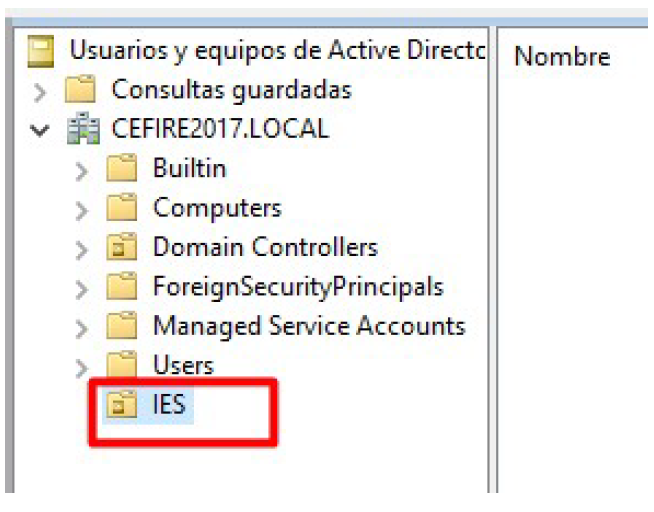 Usuarios y equipos de Active Directc
Nombre
Consultas guardadas
CEFIRE2017.LOCAL
Builtin
Computers
Domain Controllers
ForeignSecurityPrincipals
Managed Service Accounts
Users
IES